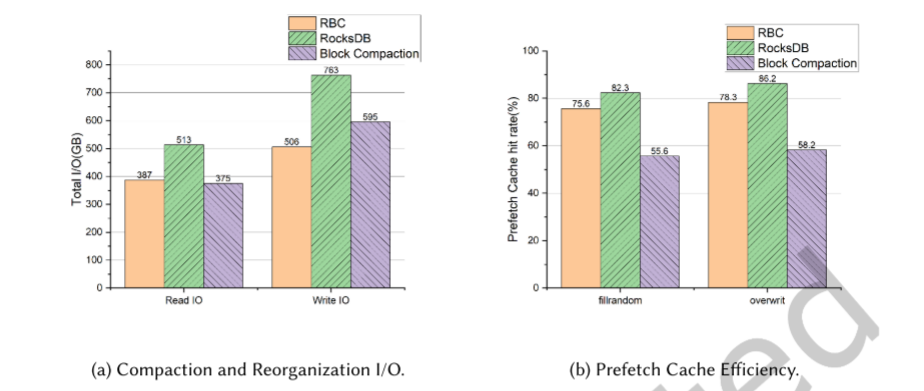 RBC
RocksDB
Block Compaction
Total I/O(GB)
800
700
600
500
400
300
200
100
0
387
513
375
506
763
595
Read IO
Write IO
(a) Compaction and Reorganization I/O.
RBC
RocksDB
Block Compaction
Prefetch Cache hit rate(%)
100
80
60
40
20
0
75.6
82.3
55.6
78.3
86.2
58.2
fillrandom
overwrit
(b) Prefetch Cache Efficiency.